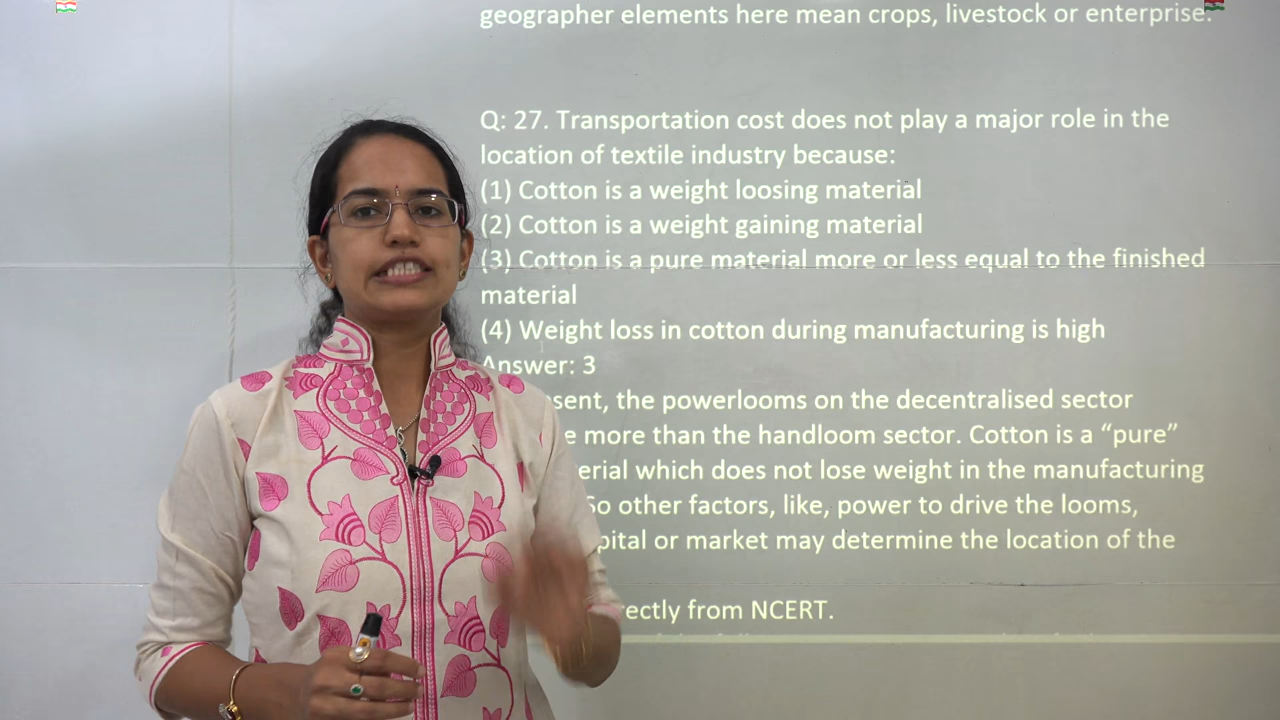 geographer elements here mean crops, livestock or enterprise.
Q: 27. Transportation cost does not play a major role in the
location of textile industry because:
(1) Cotton is a weight loosing material
(2) Cotton is a weight gaining material
(3) Cotton is a pure material more or less equal to the finished
material
(4) Weight loss in cotton during manufacturing is high
Answer: 3
the powerlooms on the decentralised sector
more than the handloom sector. Cotton is a “pure”
which does not lose weight in the manufacturing
So other factors, like, power to drive the looms,
or market may determine the location of the
from NCERT.